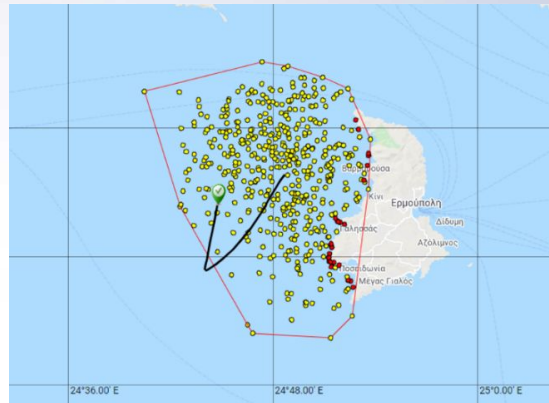 Κίνι
Ερμούπολη
Δίδυμη
Γαλησσάς
Αζόλιμνος
Ποσειδωνία
Μέγας Γιαλός
24°36.00' E
24°48.00' E
25°0.00' E